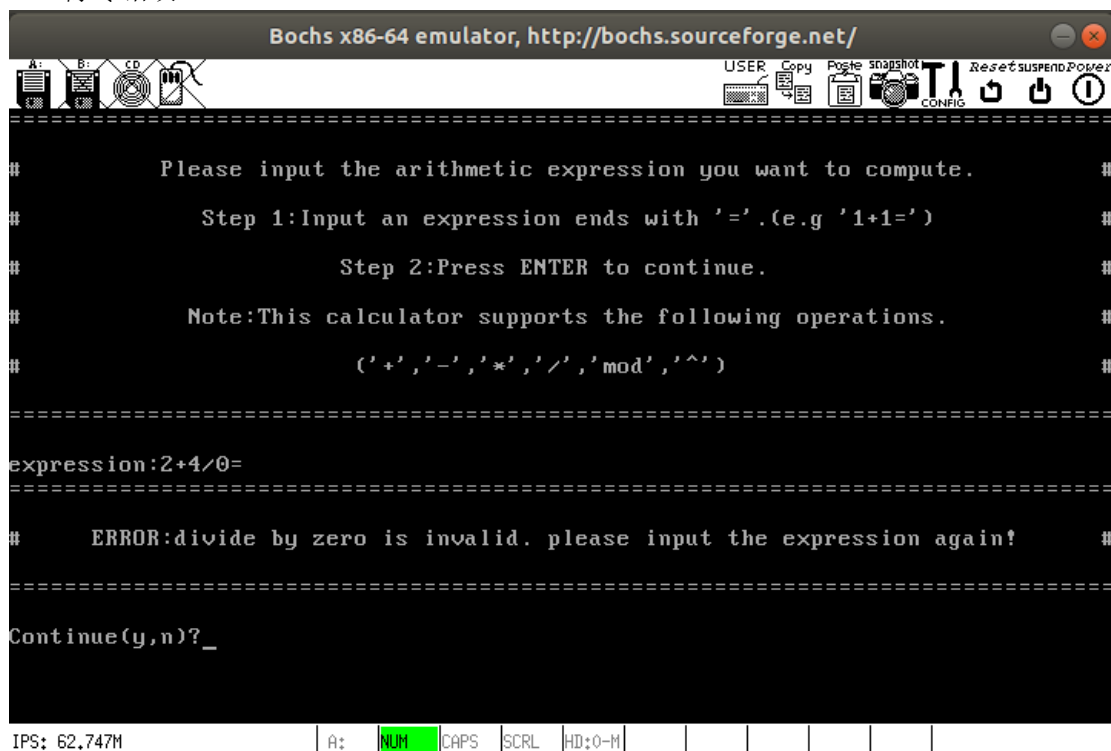 Bochs x86-64 emulator, http://bochs.sourceforge.net/
A: B: CD USER Copy Paste snapshot CONFIG Reset SUSPEND Power
================================================================================
# Please input the arithmetic expression you want to compute. #
# Step 1:Input an expression ends with '='.(e.g '1+1=') #
# Step 2:Press ENTER to continue. #
# Note:This calculator supports the following operations. #
# ('+','-','*','/','mod','^') #
================================================================================
expression:2+4/0=
================================================================================
# ERROR:divide by zero is invalid. please input the expression again! #
================================================================================
Continue(y,n)?_
IPS: 62.747M A: NUM CAPS SCRL HD:0-M